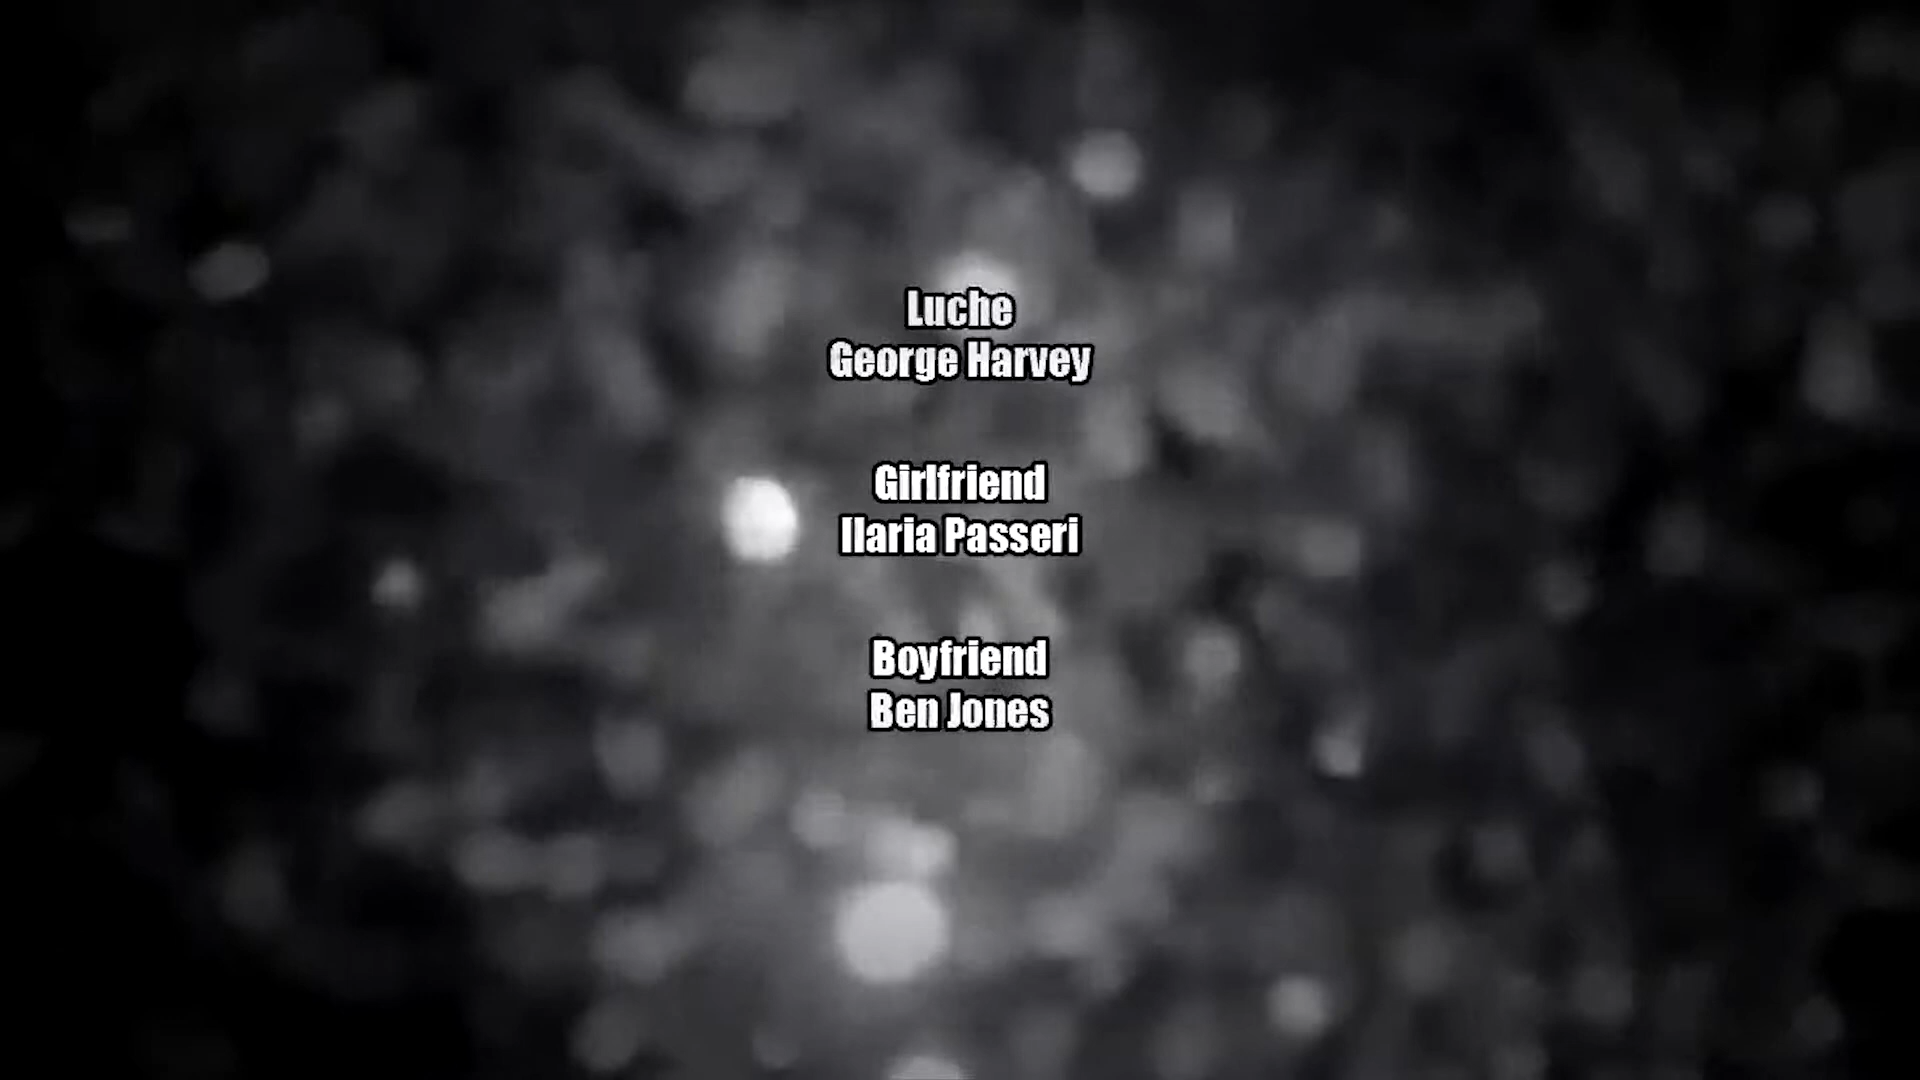 Luche
George Harvey
Girlfriend
Ilaria Passeri
Boyfriend
Ben Jones